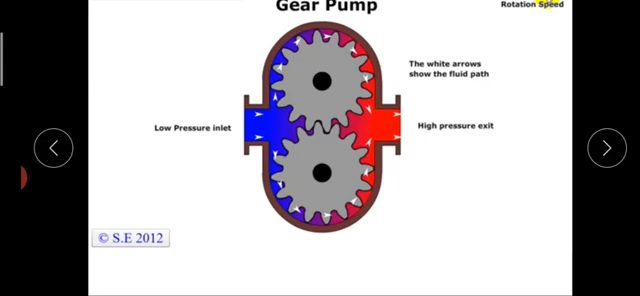 Gear Pump
Rotation Speed
The white arrows
show the fluid path
Low Pressure inlet
High pressure exit
© S.E 2012